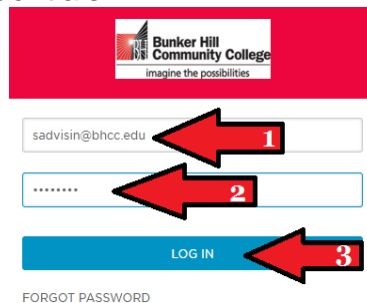 Bunker Hill
Community College
imagine the possibilities
sadvisin@bhcc.edu
1
........
2
LOG IN
3
FORGOT PASSWORD